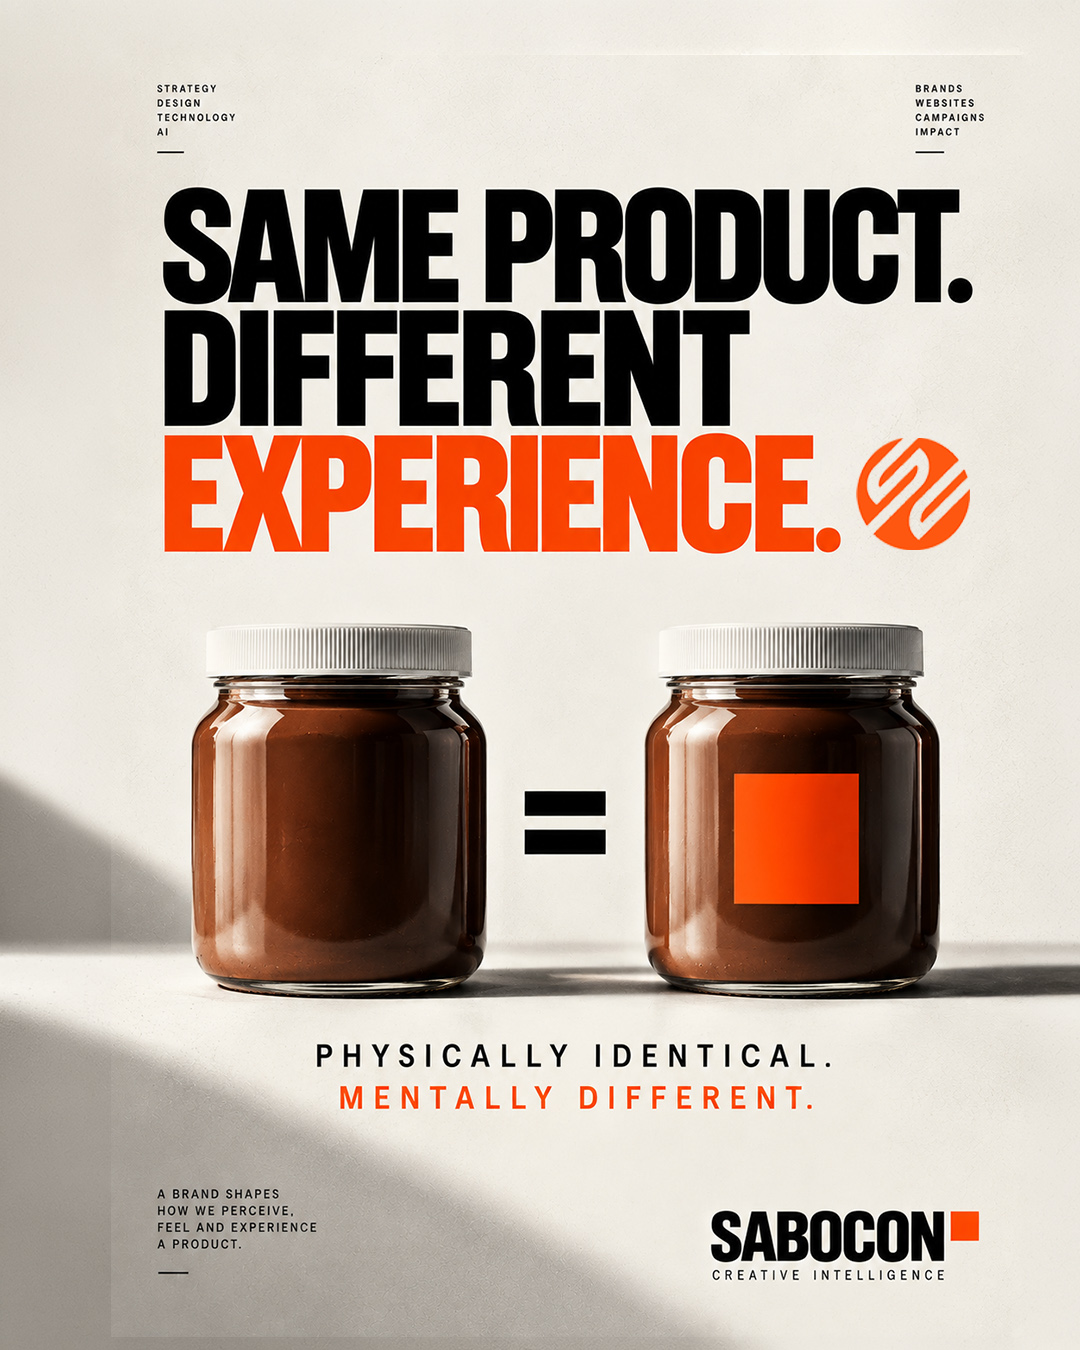 STRATEGY
DESIGN
TECHNOLOGY
AI
BRANDS
WEBSITES
CAMPAIGNS
IMPACT
SAME PRODUCT.
DIFFERENT
EXPERIENCE.
=
PHYSICALLY IDENTICAL.
MENTALLY DIFFERENT.
A BRAND SHAPES
HOW WE PERCEIVE,
FEEL AND EXPERIENCE
A PRODUCT.
SABOCON
CREATIVE INTELLIGENCE